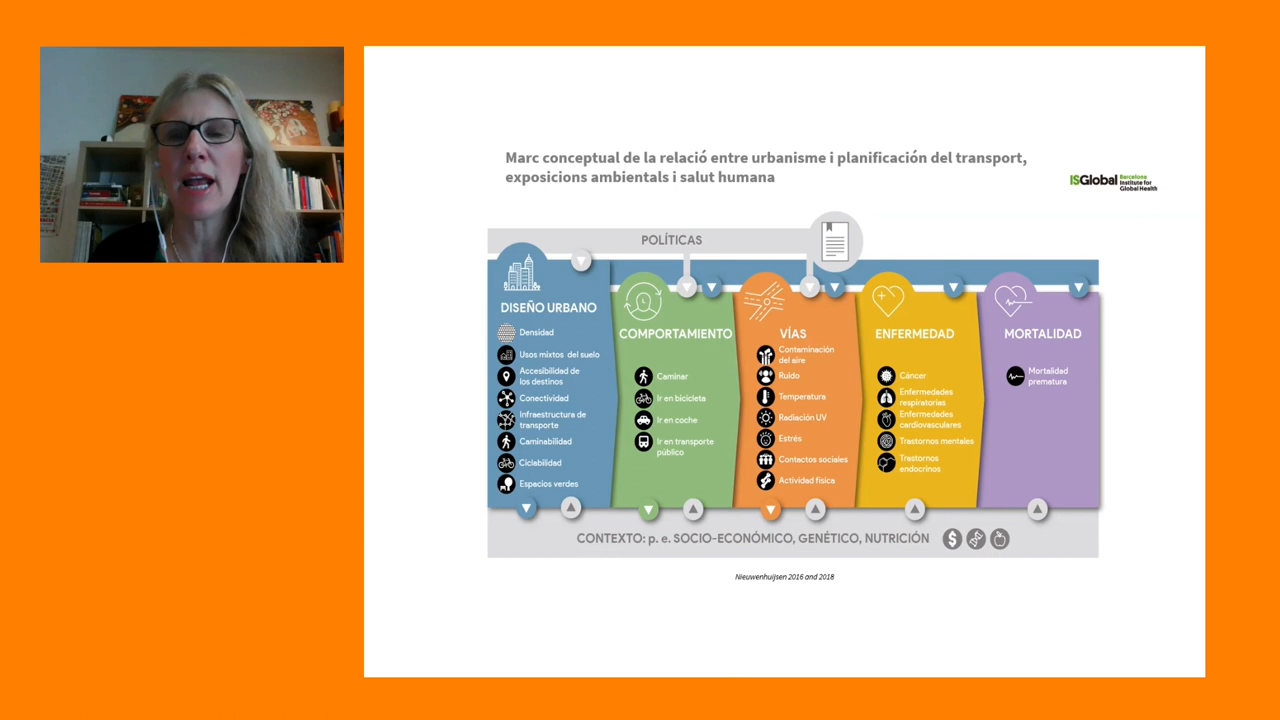 Marc conceptual de la relació entre urbanisme i planificación del transport,
exposicions ambientals i salut humana
ISGlobal Barcelona
Institute for
Global Health
POLÍTICAS
DISEÑO URBANO
Densidad
Usos mixtos del suelo
Accesibilidad de
los destinos
Conectividad
Infraestructura de
transporte
Caminabilidad
Ciclabilidad
Espacios verdes
COMPORTAMIENTO
Caminar
Ir en bicicleta
Ir en coche
Ir en transporte
público
VÍAS
Contaminación
del aire
Ruido
Temperatura
Radiación UV
Estrés
Contactos sociales
Actividad física
ENFERMEDAD
Cáncer
Enfermedades
respiratorias
Enfermedades
cardiovasculares
Trastornos mentales
Trastornos
endocrinos
MORTALIDAD
Mortalidad
prematura
CONTEXTO: p. e. SOCIO-ECONÓMICO, GENÉTICO, NUTRICIÓN
$
Nieuwenhuijsen 2016 and 2018